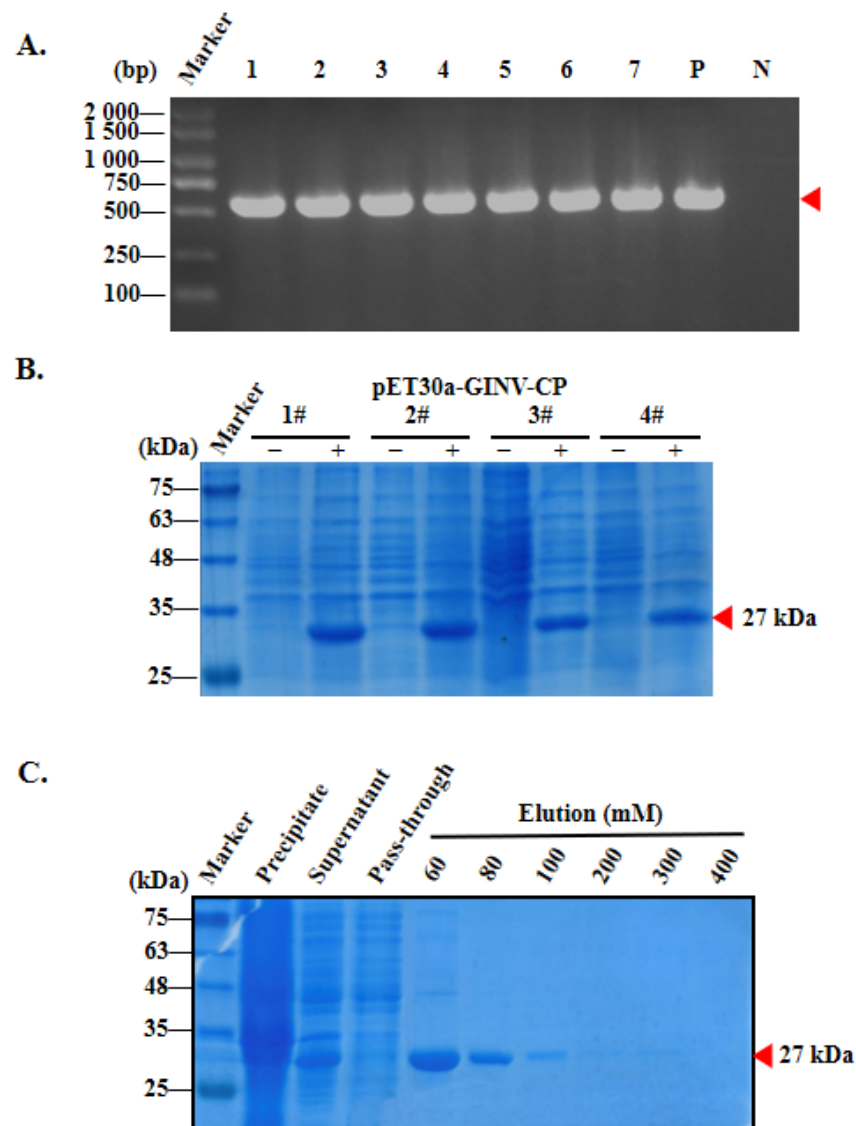 A.
(bp) Marker 1 2 3 4 5 6 7 P N
2 000
1 500
1 000
750
500
250
100
B.
pET30a-GINV-CP
1# 2# 3# 4#
(kDa) Marker – + – + – + – +
75
63
48
35
27 kDa
25
C.
Elution (mM)
(kDa) Marker Precipitate Supernatant Pass-through 60 80 100 200 300 400
75
63
48
35
27 kDa
25